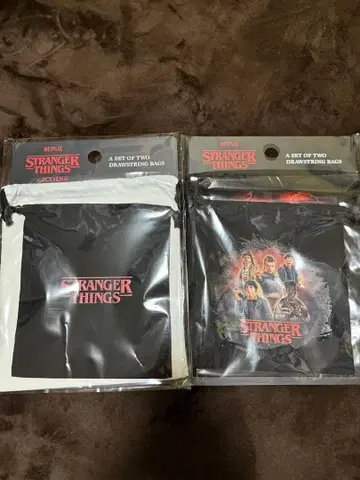 NETFLIX
STRANGER
THINGS
3COINS
A SET OF TWO
DRAWSTRING BAGS
STRANGER
THINGS
NETFLIX
STRANGER
THINGS
A SET OF TWO
DRAWSTRING BAGS
STRANGER
THINGS